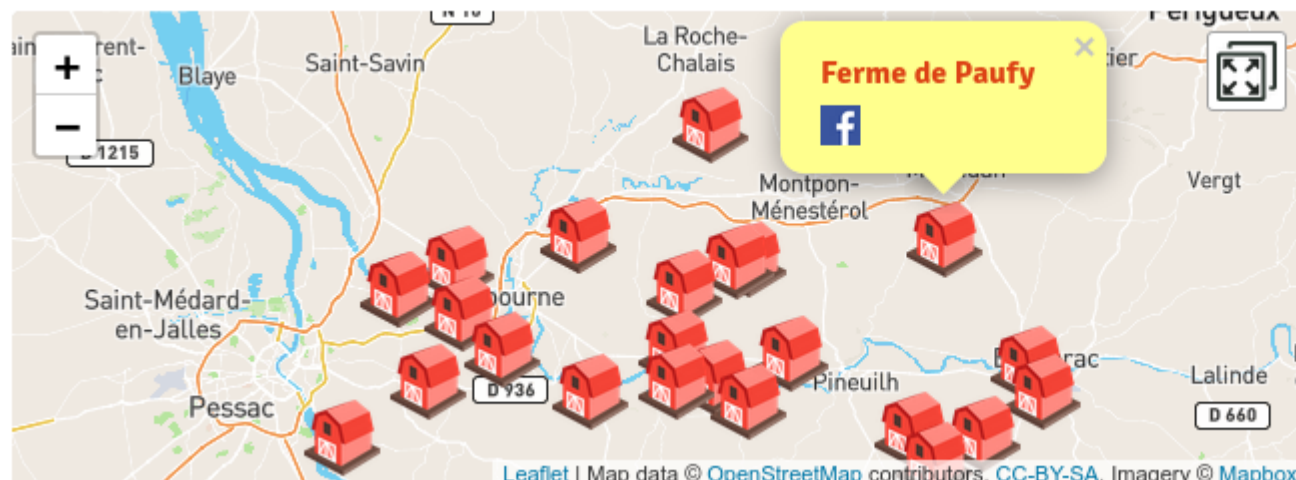 N 10
Périgueux
La Roche-
Chalais
Saint-Savin
Blaye
+
−
D 1215
×
Ferme de Paufy
f
Vergt
Montpon-
Ménestérol
Saint-Médard-
en-Jalles
Pessac
D 936
Pineuilh
Lalinde
D 660
Leaflet | Map data © OpenStreetMap contributors, CC-BY-SA, Imagery © Mapbox